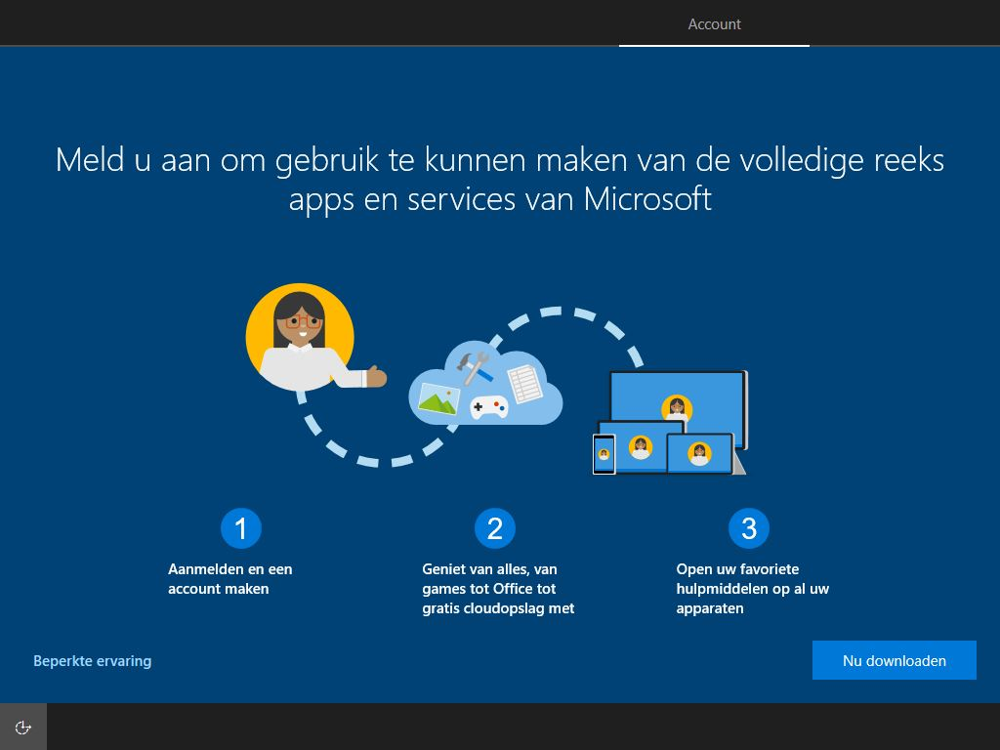 Account
Meld u aan om gebruik te kunnen maken van de volledige reeks
apps en services van Microsoft
1
Aanmelden en een
account maken
2
Geniet van alles, van
games tot Office tot
gratis cloudopslag met
3
Open uw favoriete
hulpmiddelen op al uw
apparaten
Beperkte ervaring
Nu downloaden